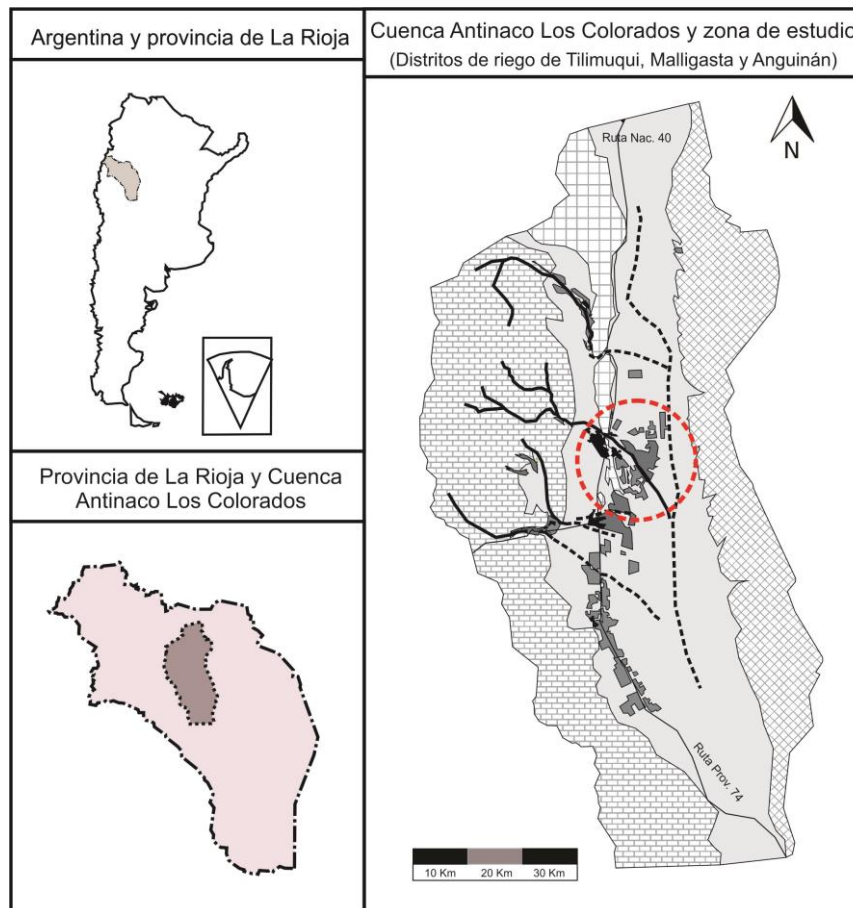 Argentina y provincia de La Rioja
Provincia de La Rioja y Cuenca
Antinaco Los Colorados
Cuenca Antinaco Los Colorados y zona de estudio
(Distritos de riego de Tilimuqui, Malligasta y Anguinán)
Ruta Nac. 40
N
Ruta Prov. 74
10 Km 20 Km 30 Km